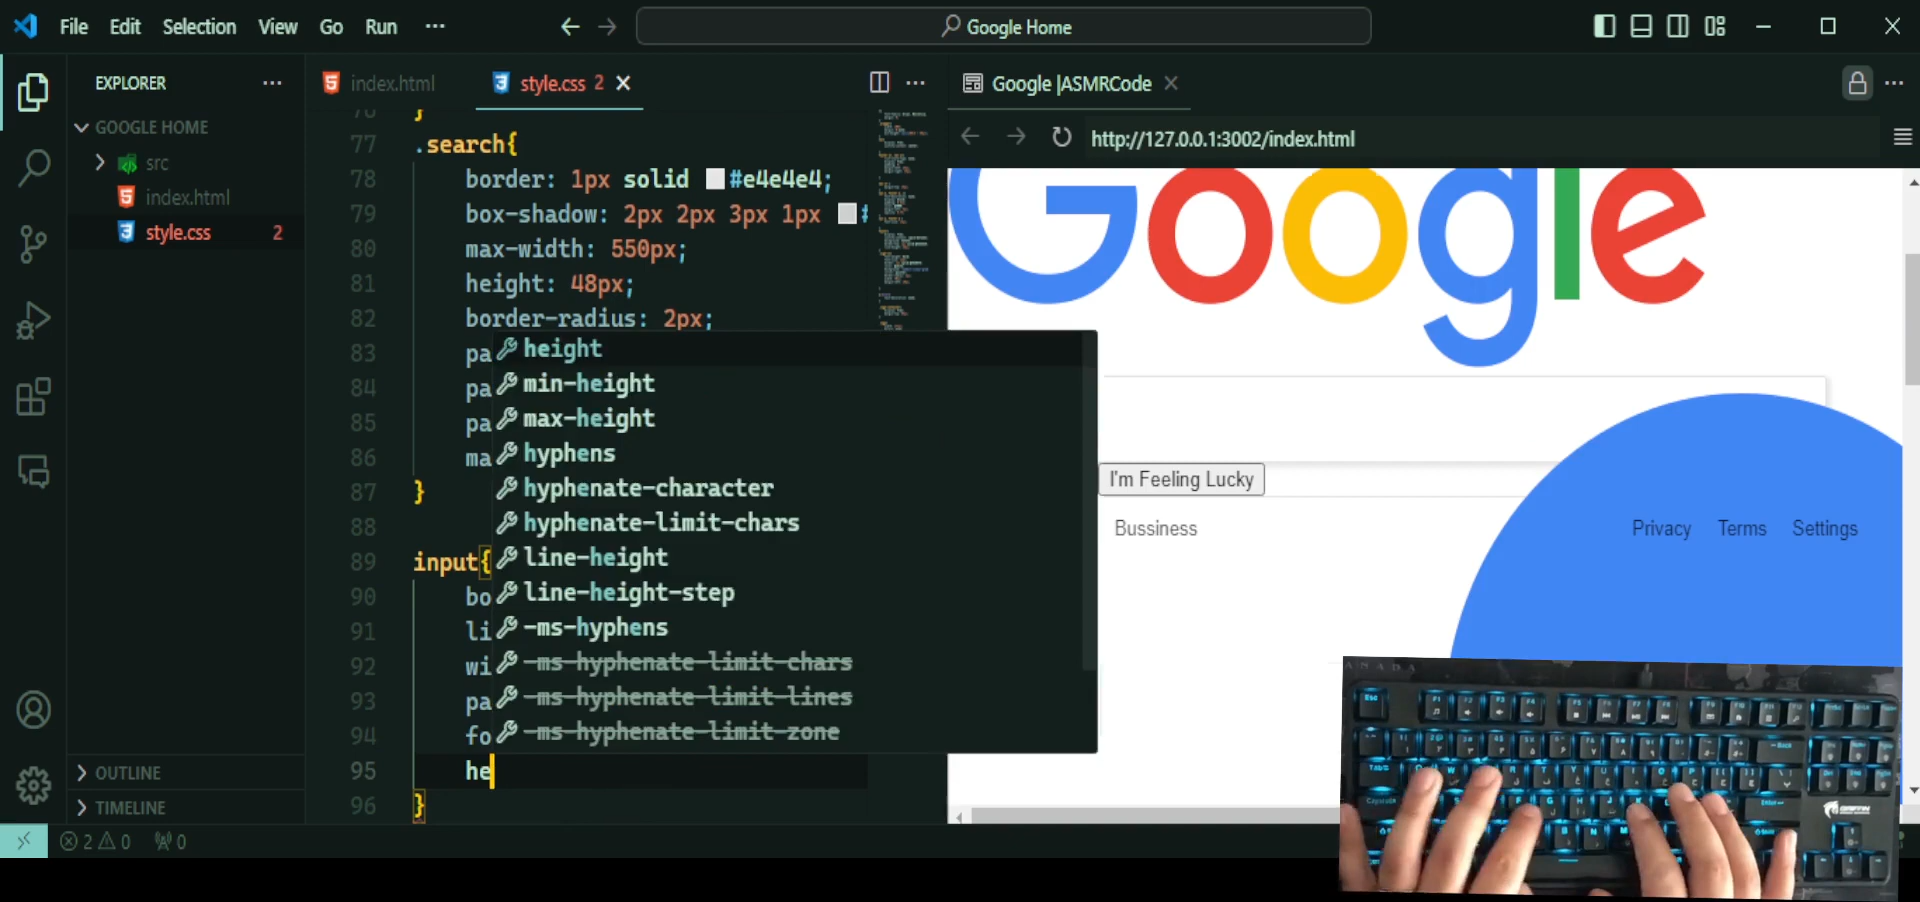 File Edit Selection View Go Run ···
Google Home
EXPLORER ···
GOOGLE HOME
src
index.html
style.css 2
OUTLINE
TIMELINE
index.html style.css 2
77 .search{
78 border: 1px solid #e4e4e4;
79 box-shadow: 2px 2px 3px 1px #
80 max-width: 550px;
81 height: 48px;
82 border-radius: 2px;
83 pa
84 pa
85 pa
86 ma
87 }
88
89 input{
90 bo
91 li
92 wi
93 pa
94 fo
95 he
96 }
height
min-height
max-height
hyphens
hyphenate-character
hyphenate-limit-chars
line-height
line-height-step
-ms-hyphens
-ms-hyphenate-limit-chars
-ms-hyphenate-limit-lines
-ms-hyphenate-limit-zone
Google |ASMRCode
http://127.0.0.1:3002/index.html
Google
I'm Feeling Lucky
Bussiness Privacy Terms Settings
2 0 0